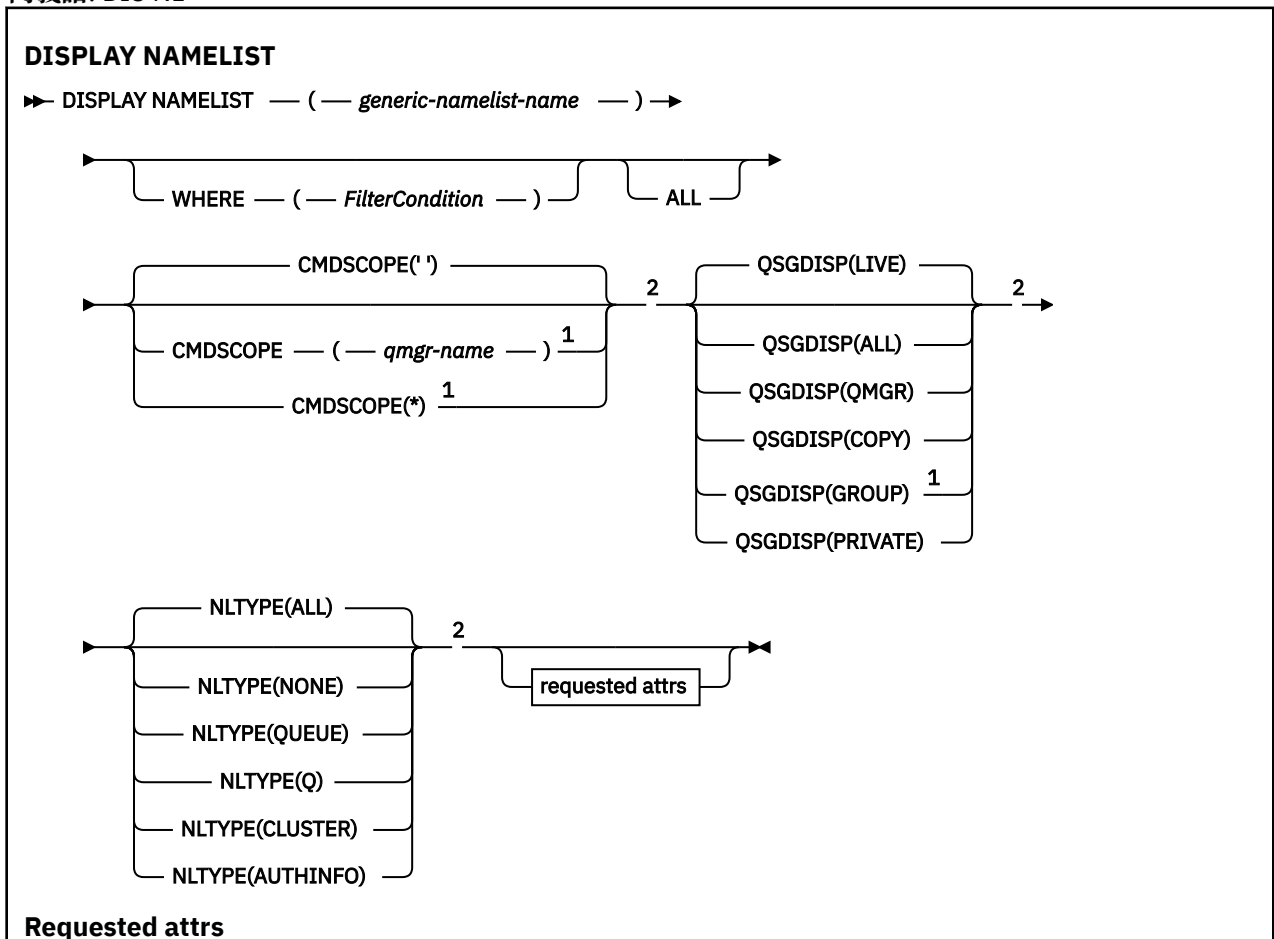 DISPLAY NAMELIST
DISPLAY NAMELIST ( generic-namelist-name )
WHERE ( FilterCondition ) ALL
CMDSCOPE(' ') 2
CMDSCOPE ( qmgr-name ) 1
CMDSCOPE(*) 1
QSGDISP(LIVE) 2
QSGDISP(ALL)
QSGDISP(QMGR)
QSGDISP(COPY)
QSGDISP(GROUP) 1
QSGDISP(PRIVATE)
NLTYPE(ALL) 2
NLTYPE(NONE)
NLTYPE(QUEUE)
NLTYPE(Q)
NLTYPE(CLUSTER)
NLTYPE(AUTHINFO)
requested attrs
Requested attrs